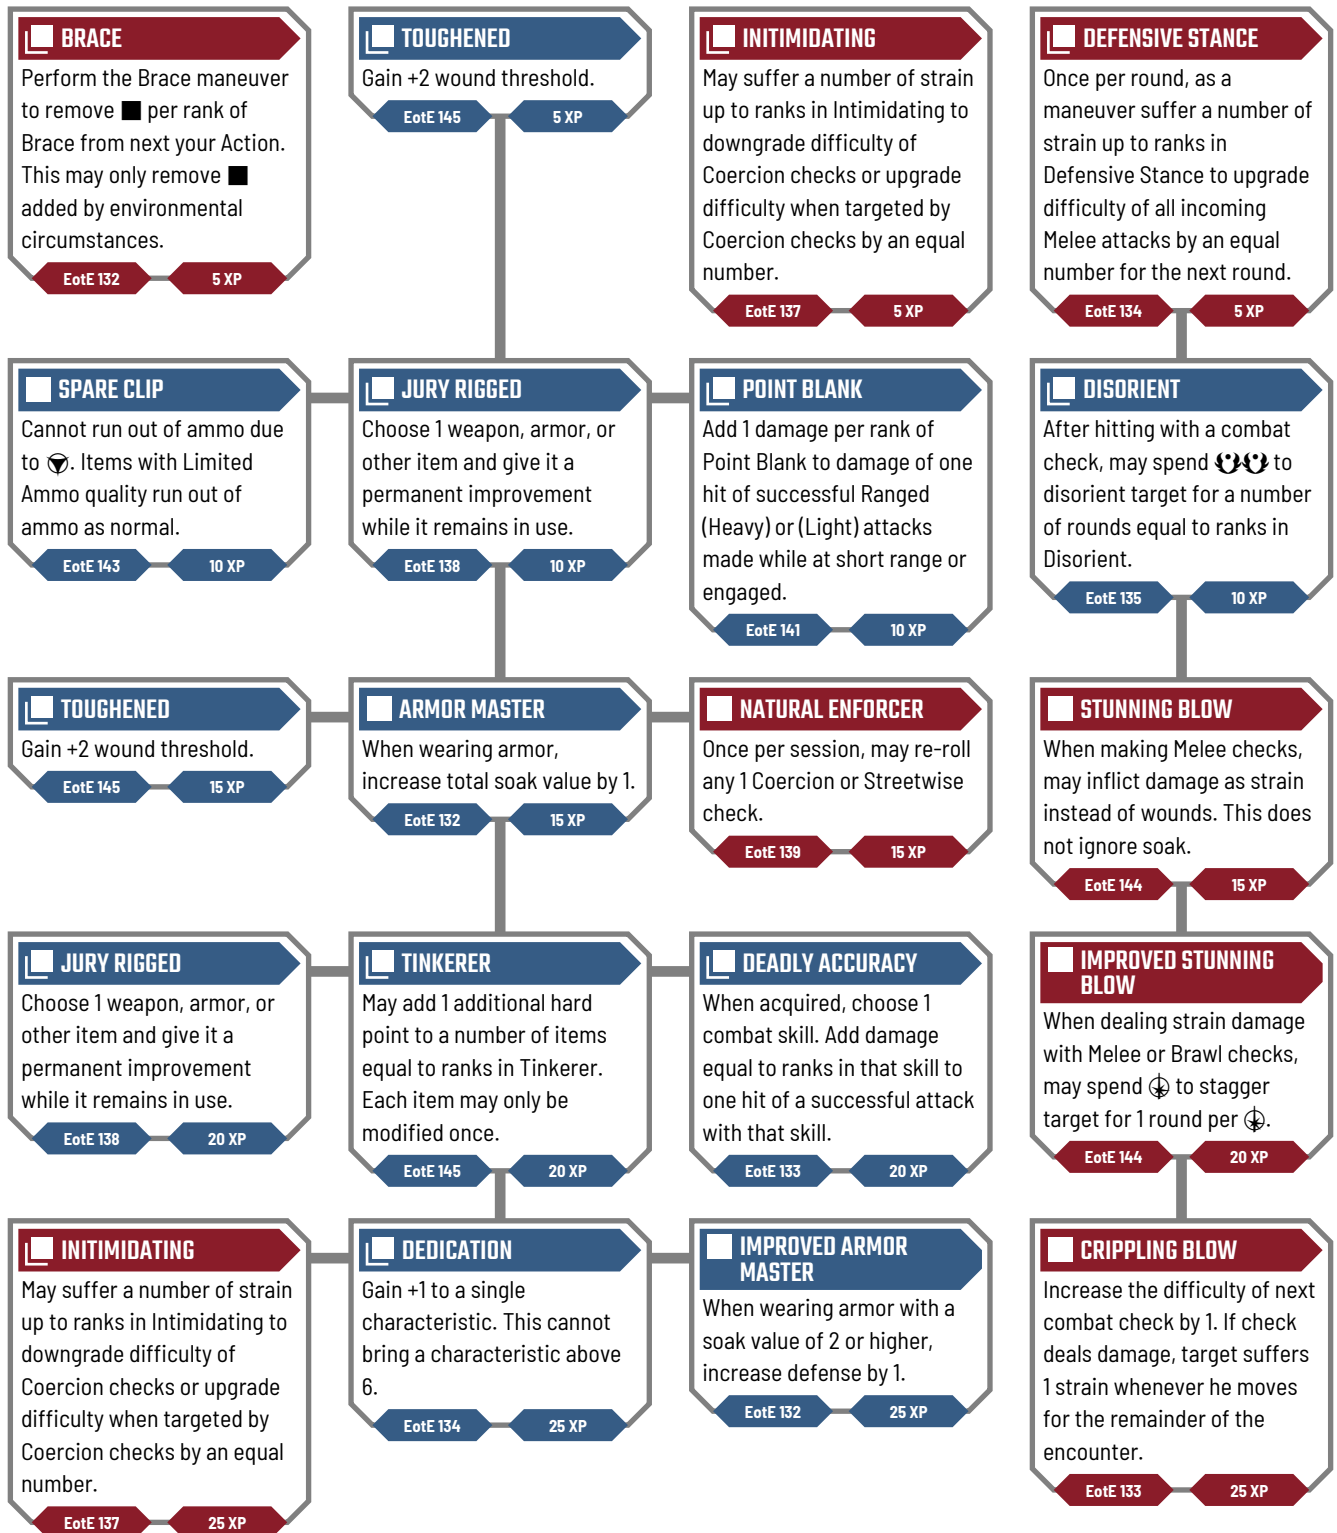 BRACE
Perform the Brace maneuver
to remove ■ per rank of
Brace from next your Action.
This may only remove ■
added by environmental
circumstances.
EotE 132
5 XP
TOUGHENED
Gain +2 wound threshold.
EotE 145
5 XP
INITIMIDATING
May suffer a number of strain
up to ranks in Intimidating to
downgrade difficulty of
Coercion checks or upgrade
difficulty when targeted by
Coercion checks by an equal
number.
EotE 137
5 XP
DEFENSIVE STANCE
Once per round, as a
maneuver suffer a number of
strain up to ranks in
Defensive Stance to upgrade
difficulty of all incoming
Melee attacks by an equal
number for the next round.
EotE 134
5 XP
SPARE CLIP
Cannot run out of ammo due
to . Items with Limited
Ammo quality run out of
ammo as normal.
EotE 143
10 XP
JURY RIGGED
Choose 1 weapon, armor, or
other item and give it a
permanent improvement
while it remains in use.
EotE 138
10 XP
POINT BLANK
Add 1 damage per rank of
Point Blank to damage of one
hit of successful Ranged
(Heavy) or (Light) attacks
made while at short range or
engaged.
EotE 141
10 XP
DISORIENT
After hitting with a combat
check, may spend to
disorient target for a number
of rounds equal to ranks in
Disorient.
EotE 135
10 XP
TOUGHENED
Gain +2 wound threshold.
EotE 145
15 XP
ARMOR MASTER
When wearing armor,
increase total soak value by 1.
EotE 132
15 XP
NATURAL ENFORCER
Once per session, may re-roll
any 1 Coercion or Streetwise
check.
EotE 139
15 XP
STUNNING BLOW
When making Melee checks,
may inflict damage as strain
instead of wounds. This does
not ignore soak.
EotE 144
15 XP
JURY RIGGED
Choose 1 weapon, armor, or
other item and give it a
permanent improvement
while it remains in use.
EotE 138
20 XP
TINKERER
May add 1 additional hard
point to a number of items
equal to ranks in Tinkerer.
Each item may only be
modified once.
EotE 145
20 XP
DEADLY ACCURACY
When acquired, choose 1
combat skill. Add damage
equal to ranks in that skill to
one hit of a successful attack
with that skill.
EotE 133
20 XP
IMPROVED STUNNING
BLOW
When dealing strain damage
with Melee or Brawl checks,
may spend to stagger
target for 1 round per .
EotE 144
20 XP
INITIMIDATING
May suffer a number of strain
up to ranks in Intimidating to
downgrade difficulty of
Coercion checks or upgrade
difficulty when targeted by
Coercion checks by an equal
number.
EotE 137
25 XP
DEDICATION
Gain +1 to a single
characteristic. This cannot
bring a characteristic above
6.
EotE 134
25 XP
IMPROVED ARMOR
MASTER
When wearing armor with a
soak value of 2 or higher,
increase defense by 1.
EotE 132
25 XP
CRIPPLING BLOW
Increase the difficulty of next
combat check by 1. If check
deals damage, target suffers
1 strain whenever he moves
for the remainder of the
encounter.
EotE 133
25 XP